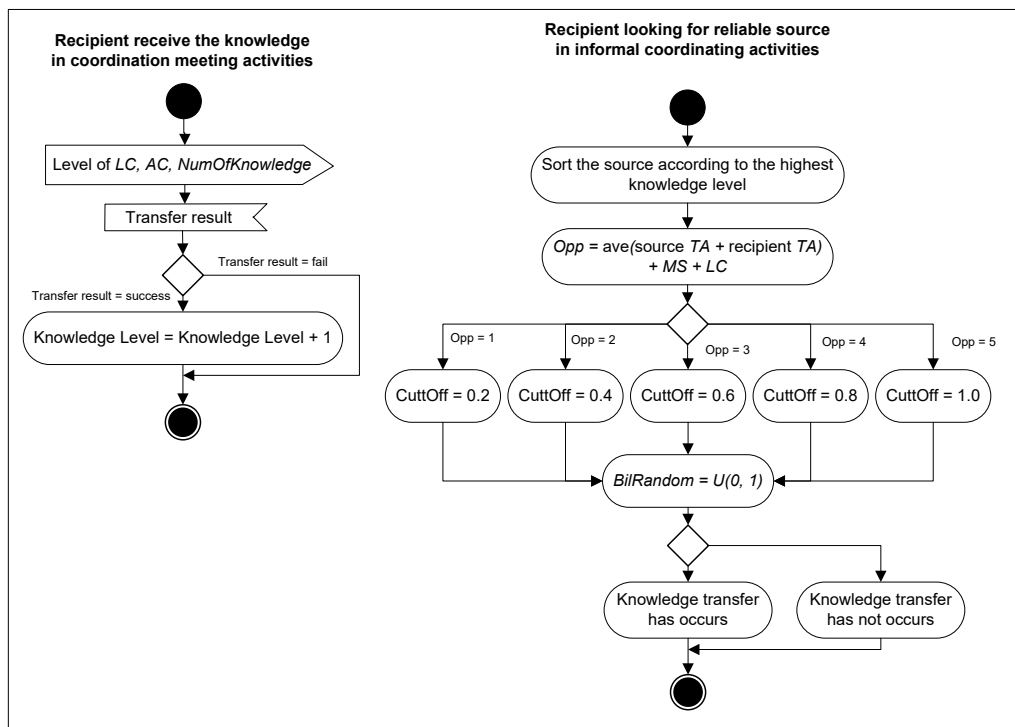 Recipient receive the knowledge
in coordination meeting activities
Level of LC, AC, NumOfKnowledge
Transfer result
Transfer result = fail
Transfer result = success
Knowledge Level = Knowledge Level + 1
Recipient looking for reliable source
in informal coordinating activities
Sort the source according to the highest
knowledge level
Opp = ave(source TA + recipient TA)
+ MS + LC
Opp = 1
Opp = 2
Opp = 3
Opp = 4
Opp = 5
CuttOff = 0.2
CuttOff = 0.4
CuttOff = 0.6
CuttOff = 0.8
CuttOff = 1.0
BilRandom = U(0, 1)
Knowledge transfer
has occurs
Knowledge transfer
has not occurs